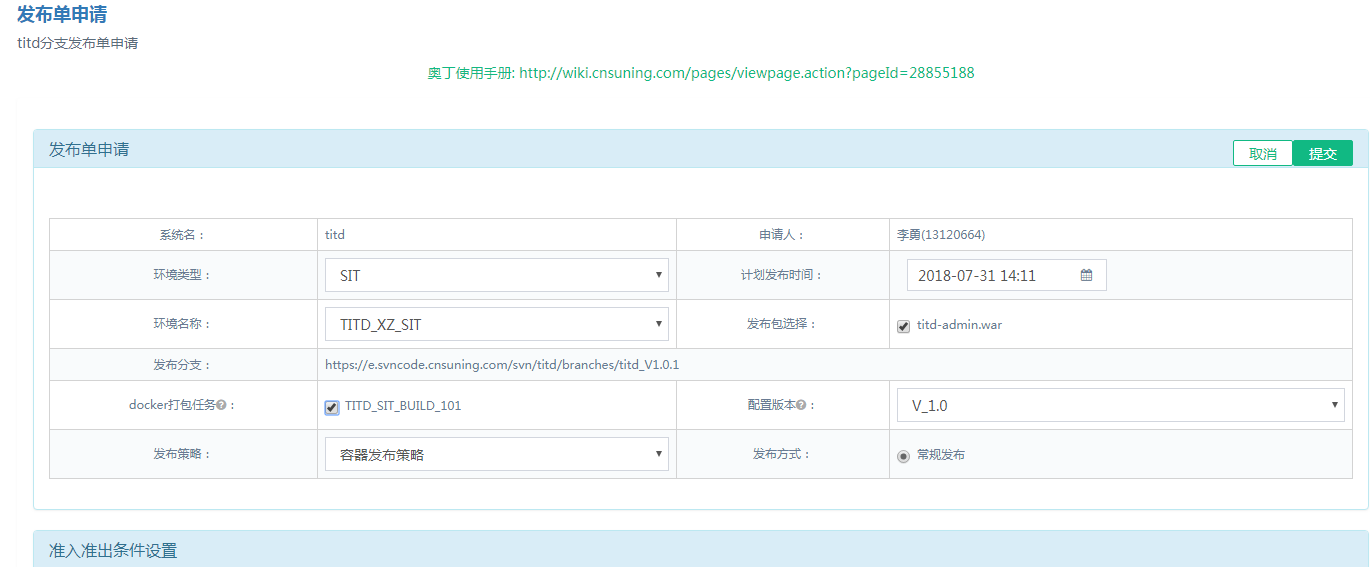 发布单申请
titd分支发布单申请
奥丁使用手册: http://wiki.cnsuning.com/pages/viewpage.action?pageId=28855188
发布单申请 取消 提交
系统名： titd 申请人： 李勇(13120664)
环境类型： SIT 计划发布时间： 2018-07-31 14:11
环境名称： TITD_XZ_SIT 发布包选择： titd-admin.war
发布分支： https://e.svncode.cnsuning.com/svn/titd/branches/titd_V1.0.1
docker打包任务?： TITD_SIT_BUILD_101 配置版本?： V_1.0
发布策略： 容器发布策略 发布方式： 常规发布
准入准出条件设置